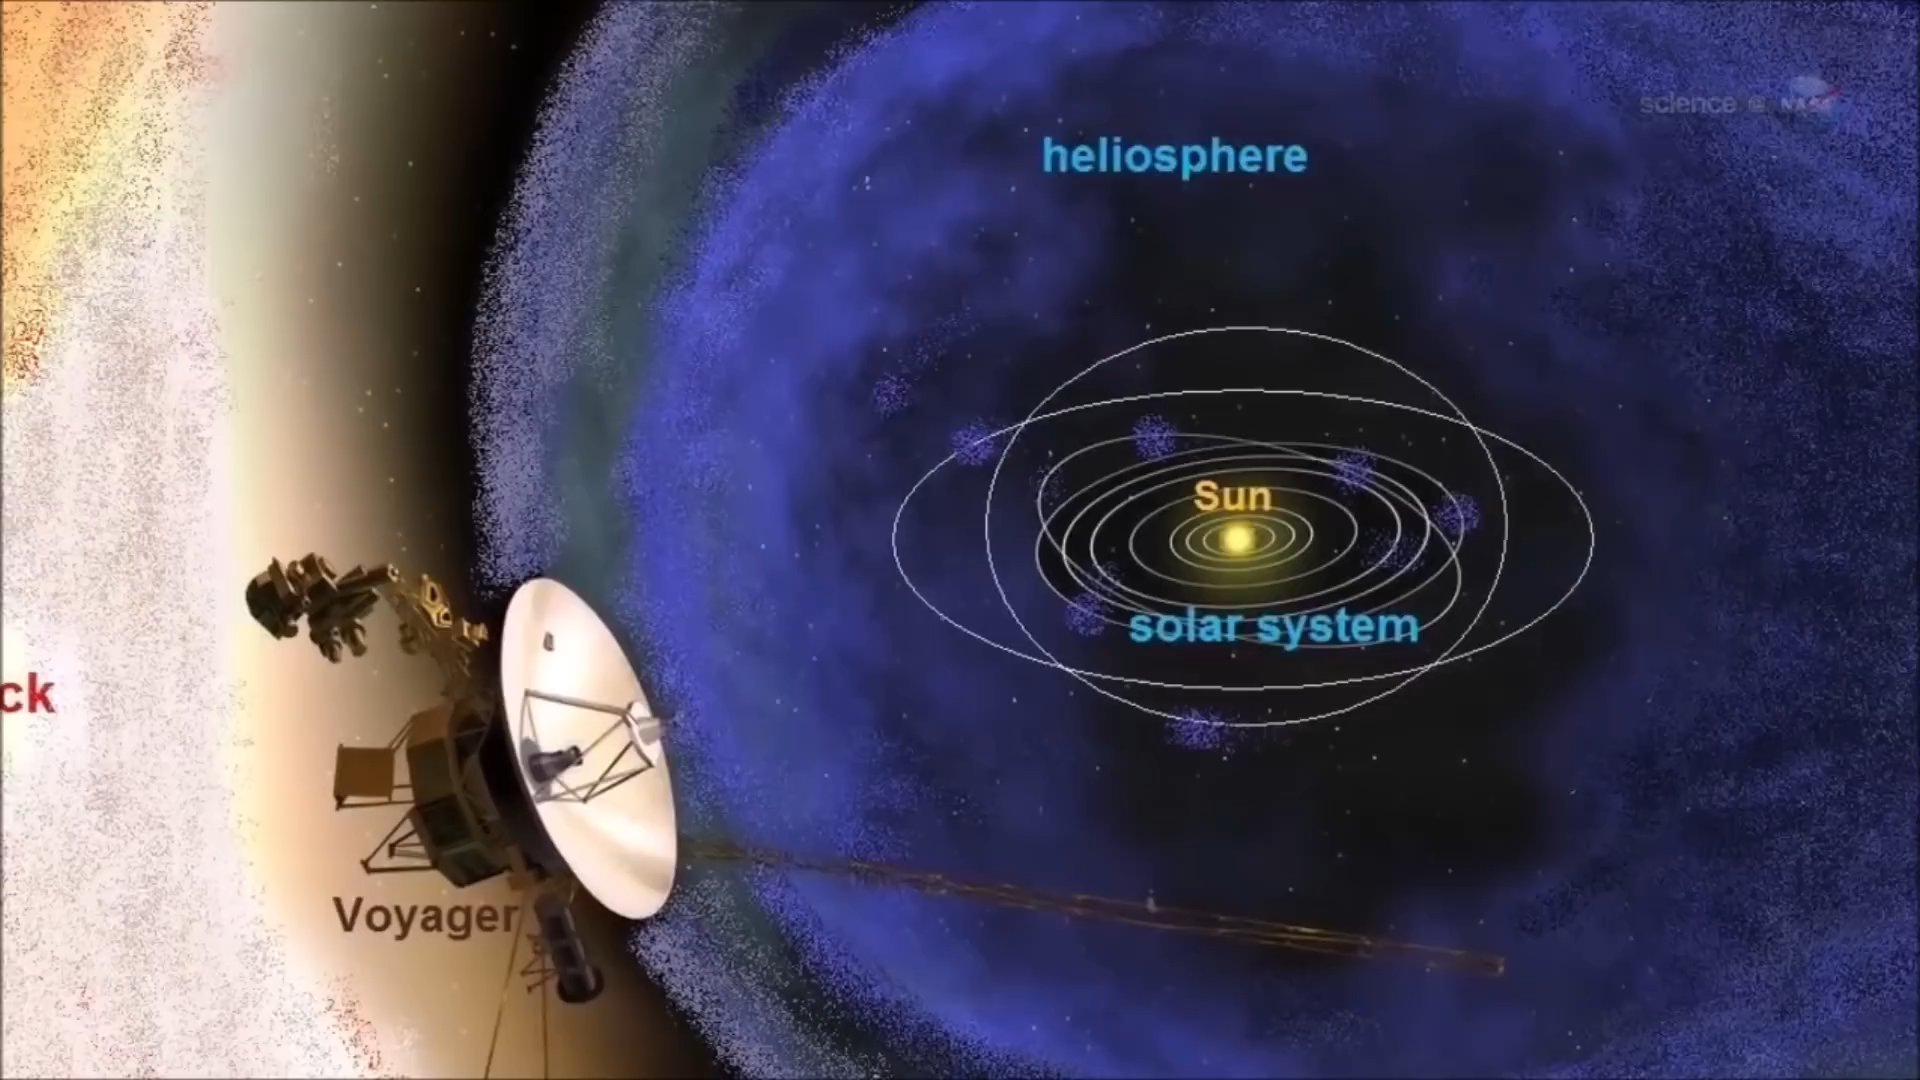 science @ NASA
heliosphere
Sun
solar system
ck
Voyager